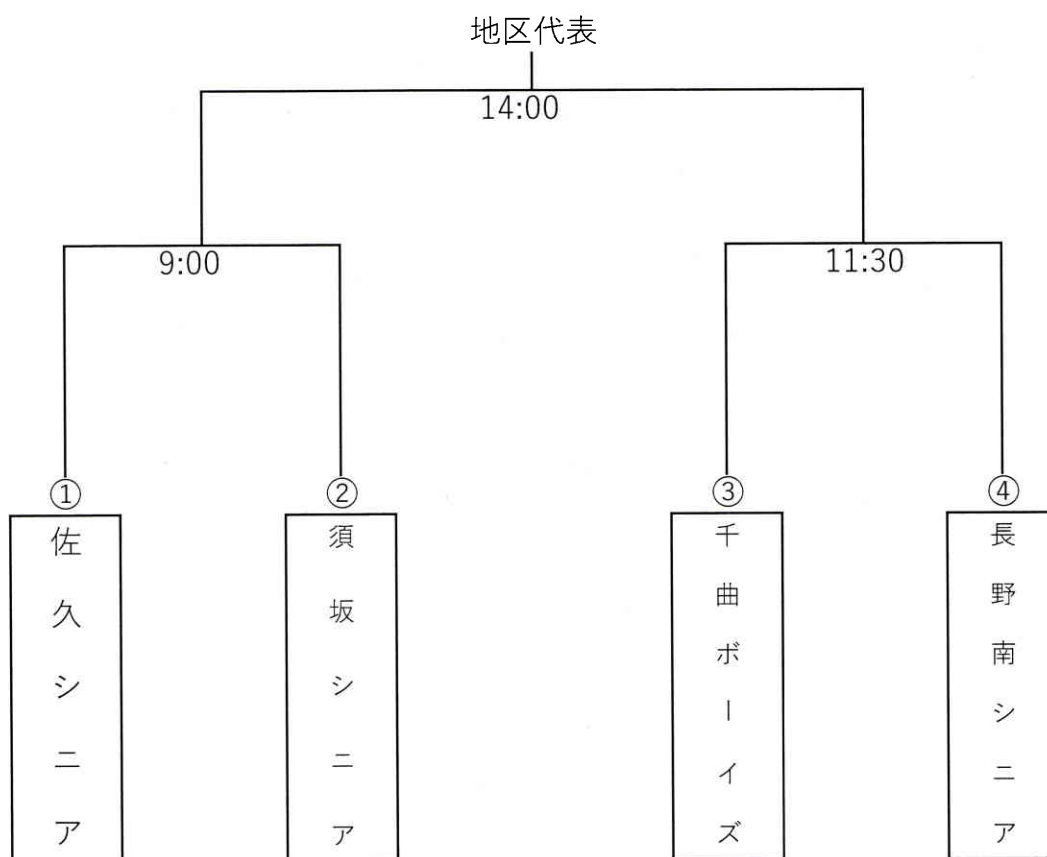 地区代表
14:00
9:00
11:30
①
②
③
④
佐久シニア
須坂シニア
千曲ボーイズ
長野南シニア